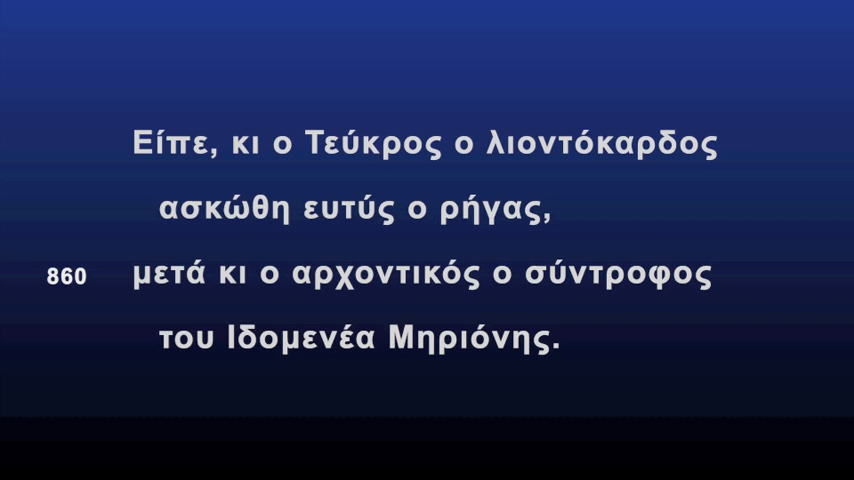 Είπε, κι ο Τεύκρος ο λιοντόκαρδος
ασκώθη ευτύς ο ρήγας,
860 μετά κι ο αρχοντικός ο σύντροφος
του Ιδομενέα Μηριόνης.